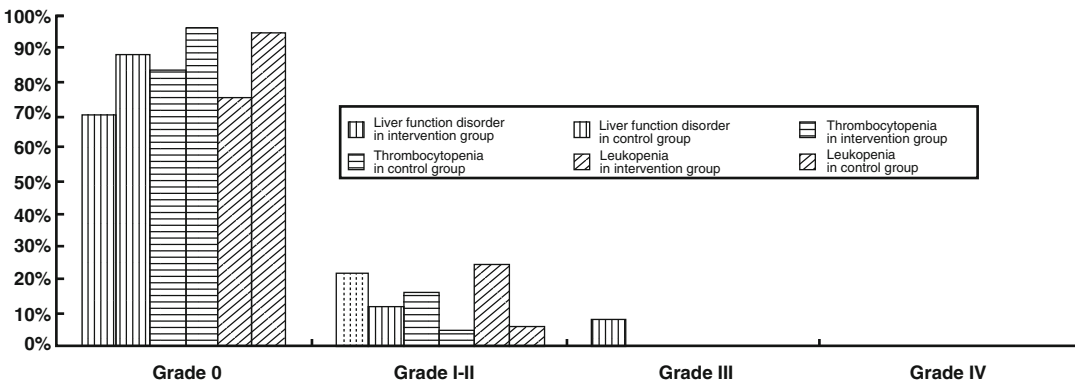 100%
90%
80%
70%
60%
50%
40%
30%
20%
10%
0%
Liver function disorder
in intervention group
Liver function disorder
in control group
Thrombocytopenia
in intervention group
Thrombocytopenia
in control group
Leukopenia
in intervention group
Leukopenia
in control group
Grade 0
Grade I-II
Grade III
Grade IV